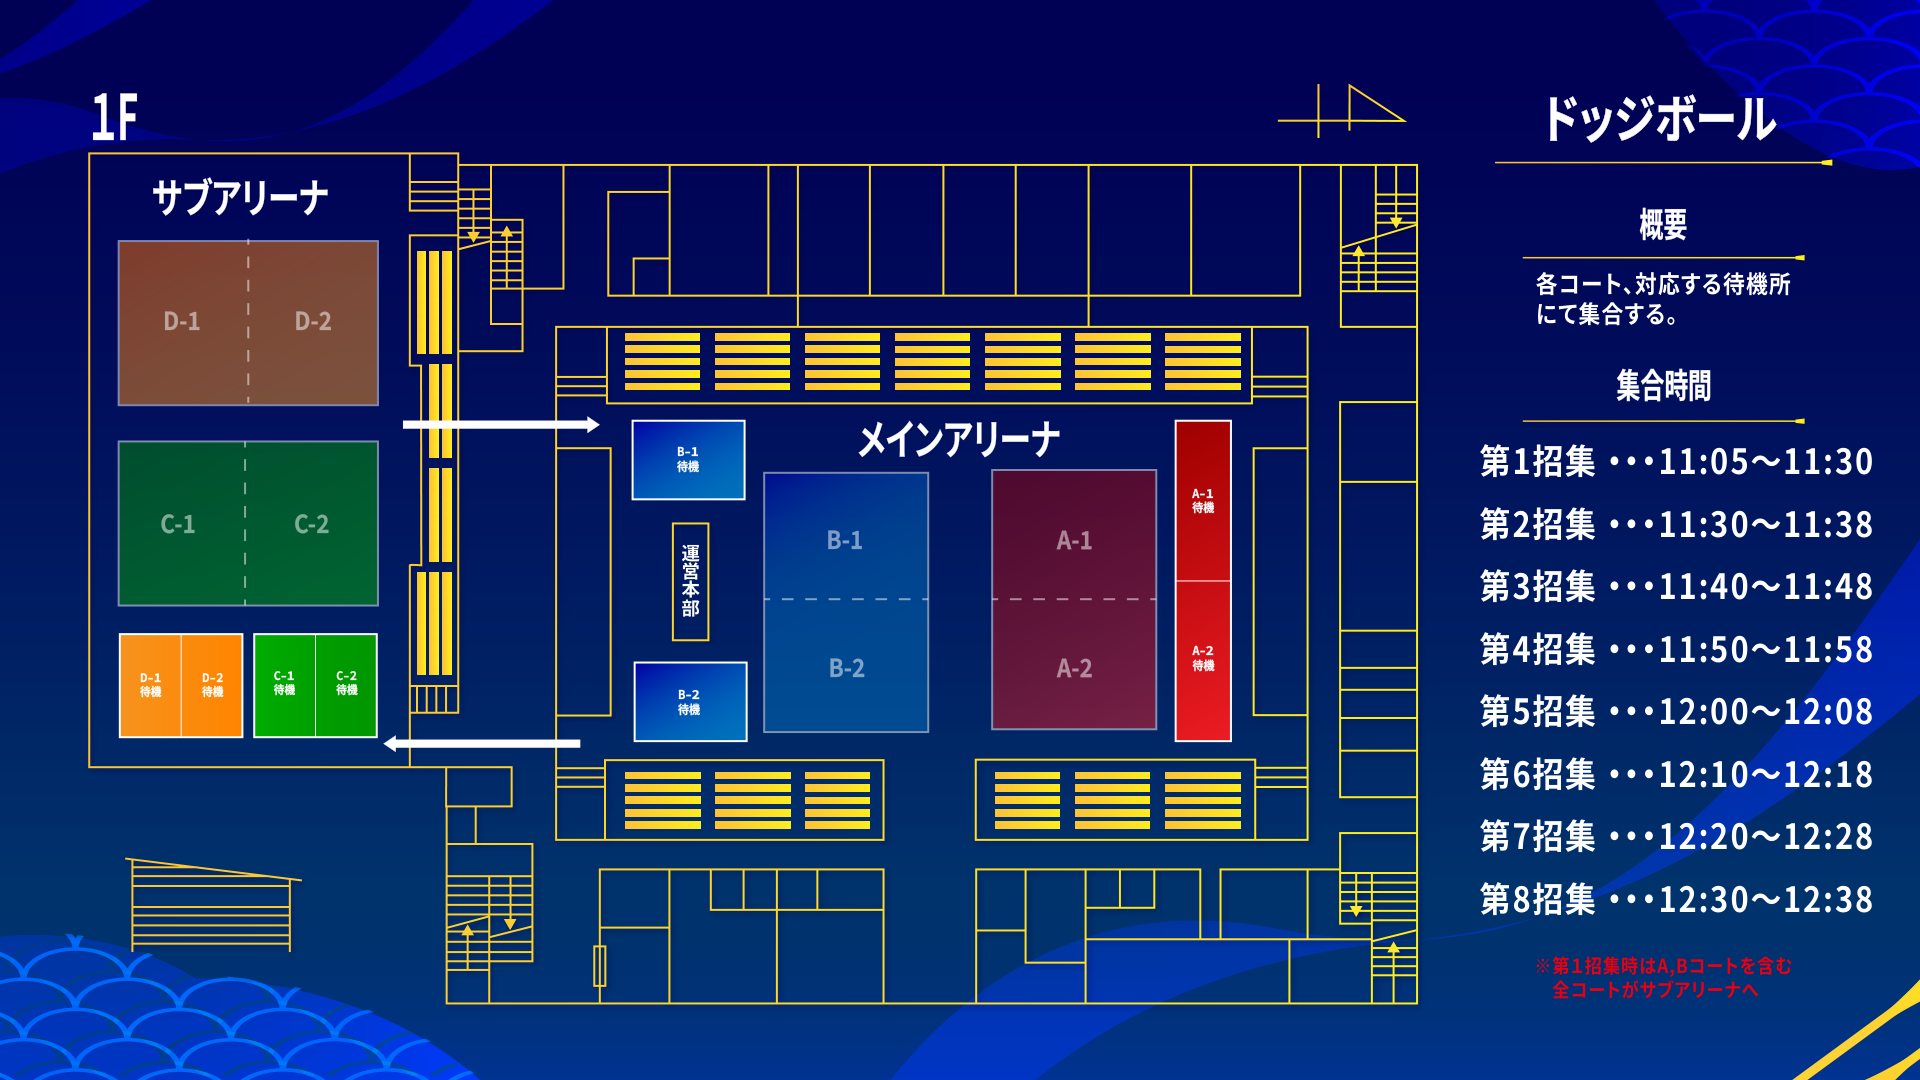 1F
サブアリーナ
D-1
D-2
C-1
C-2
D-1
待機
D-2
待機
C-1
待機
C-2
待機
メインアリーナ
B-1
待機
運営本部
B-2
待機
B-1
B-2
A-1
A-2
A-1
待機
A-2
待機
ドッジボール
概要
各コート、対応する待機所
にて集合する。
集合時間
第1招集 ・・・11:05〜11:30
第2招集 ・・・11:30〜11:38
第3招集 ・・・11:40〜11:48
第4招集 ・・・11:50〜11:58
第5招集 ・・・12:00〜12:08
第6招集 ・・・12:10〜12:18
第7招集 ・・・12:20〜12:28
第8招集 ・・・12:30〜12:38
※第1招集時はA,Bコートを含む
全コートがサブアリーナへ